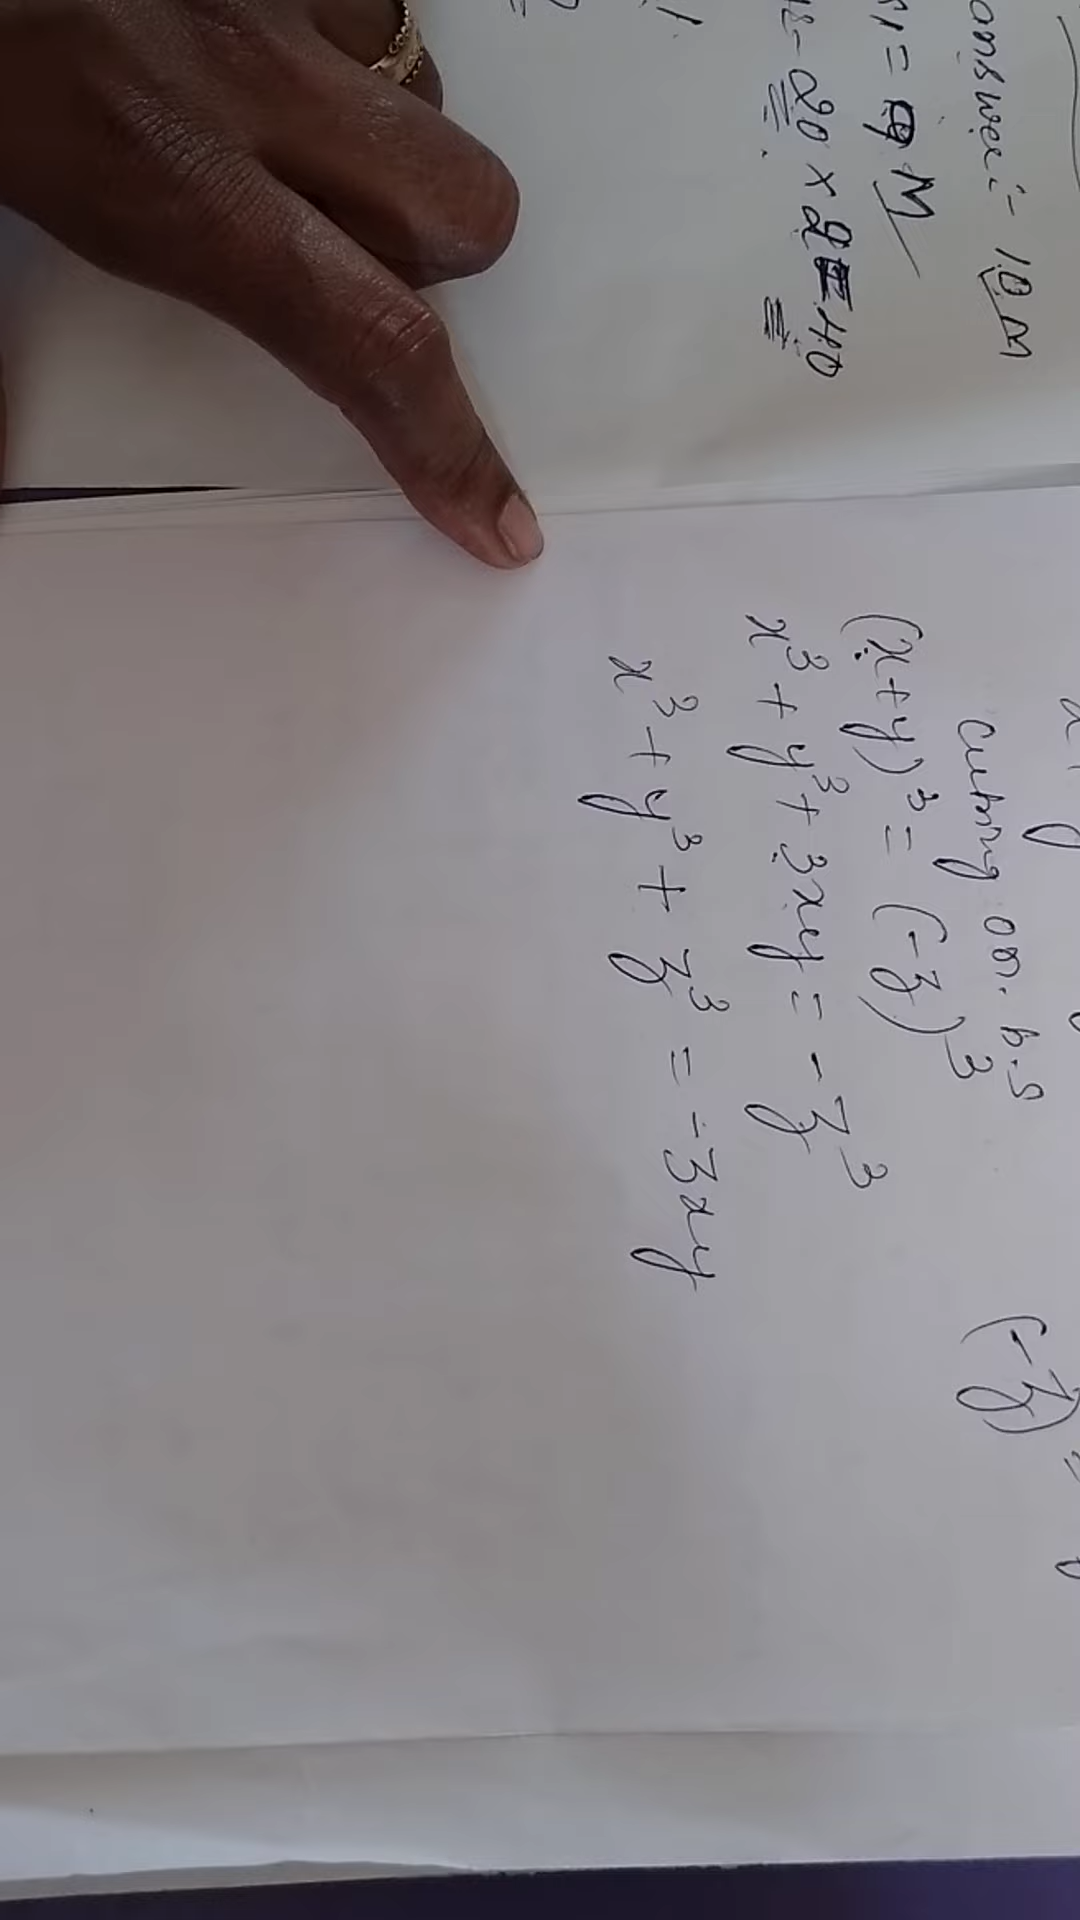 answer:- 10 M
= 9 M
20 × 2 = 40
cubing on. b.s
(-z) =
(x+y)³ = (-z)³
x³ + y³ + 3xy = - z³
x³ + y³ + z³ = -3xy